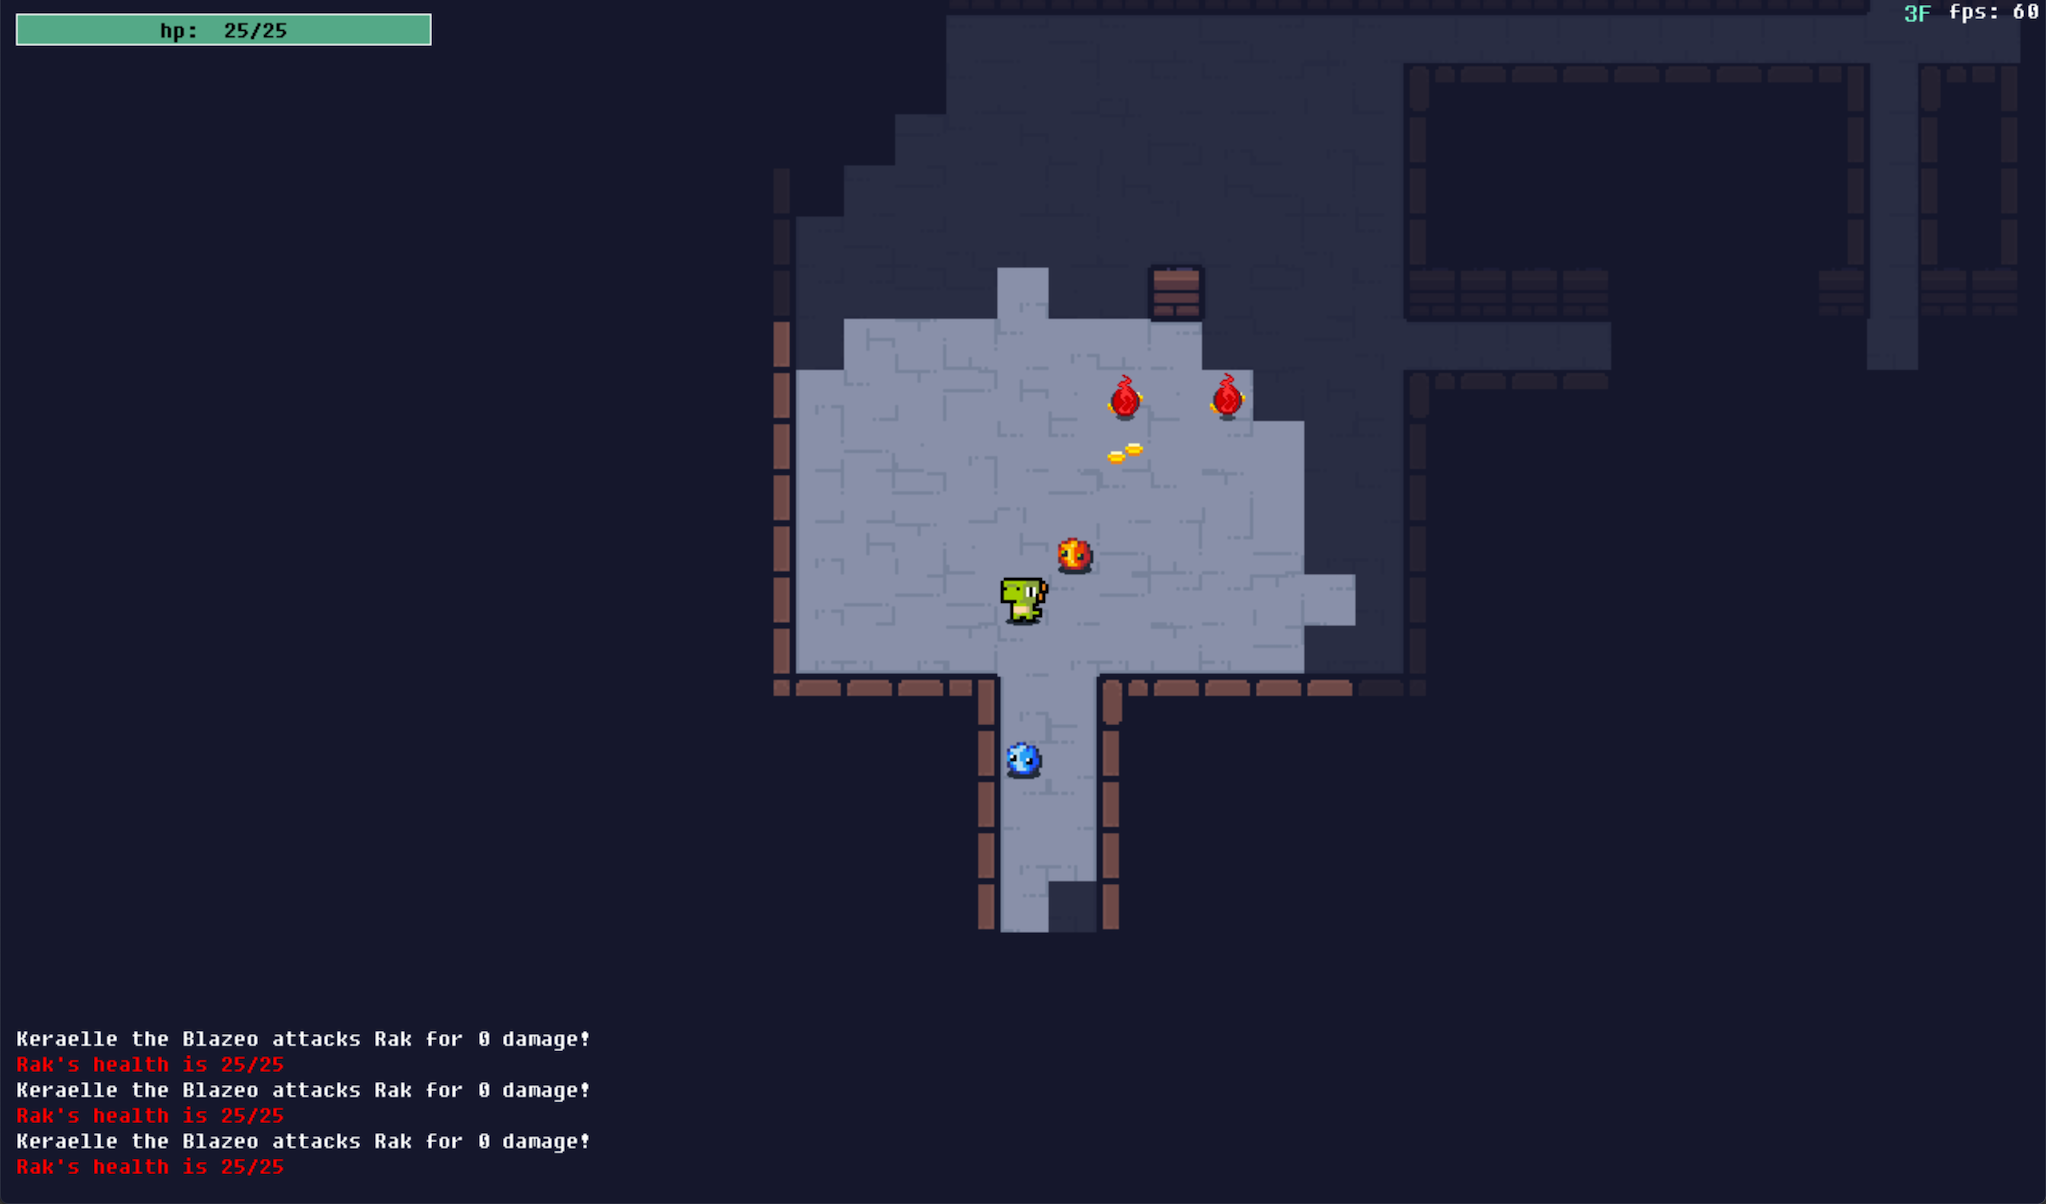 hp: 25/25
3F fps: 60
Keraelle the Blazeo attacks Rak for 0 damage!
Rak's health is 25/25
Keraelle the Blazeo attacks Rak for 0 damage!
Rak's health is 25/25
Keraelle the Blazeo attacks Rak for 0 damage!
Rak's health is 25/25